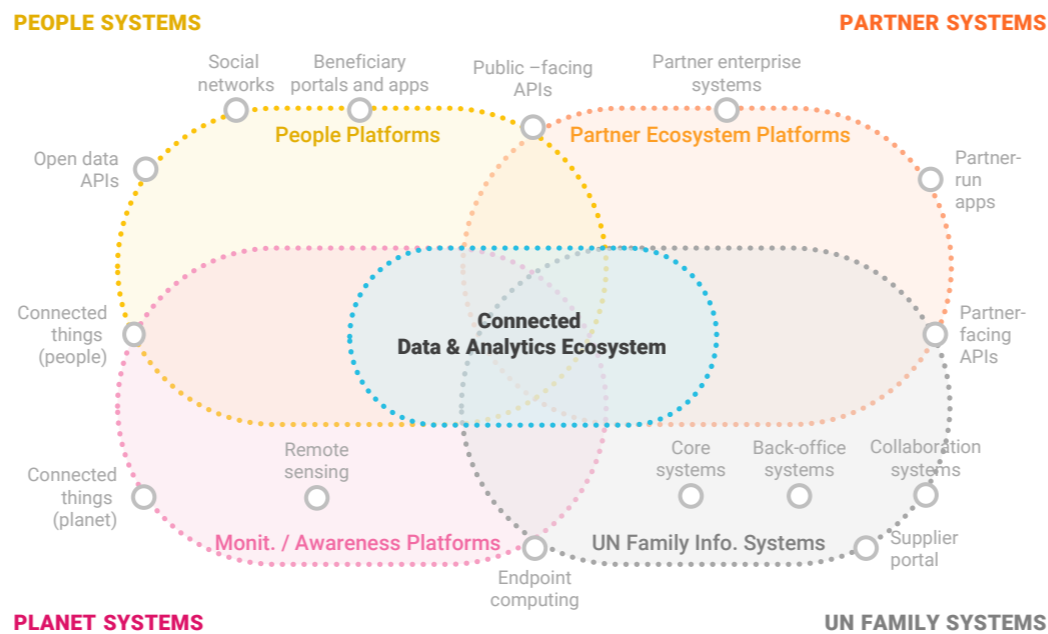 PEOPLE SYSTEMS
PARTNER SYSTEMS
Social
networks
Beneficiary
portals and apps
Public –facing
APIs
Partner enterprise
systems
People Platforms
Partner Ecosystem Platforms
Open data
APIs
Partner-
run
apps
Connected
things
(people)
Connected
Data & Analytics Ecosystem
Partner-
facing
APIs
Remote
sensing
Core
systems
Back-office
systems
Collaboration
systems
Connected
things
(planet)
Monit. / Awareness Platforms
UN Family Info. Systems
Supplier
portal
Endpoint
computing
PLANET SYSTEMS
UN FAMILY SYSTEMS